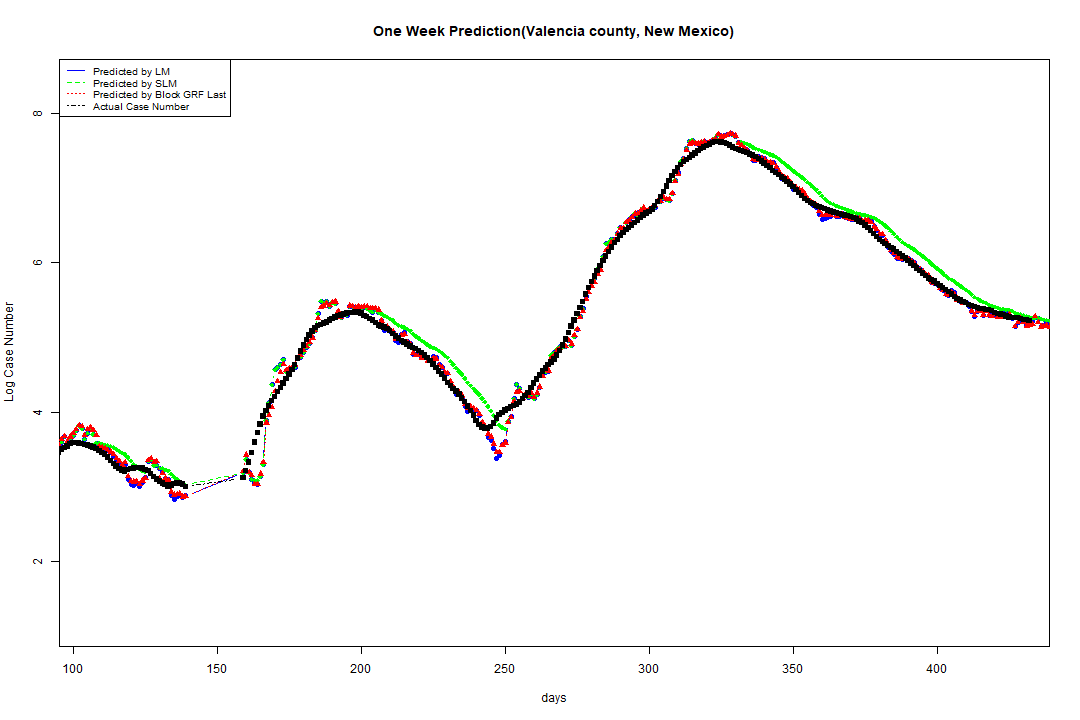 One Week Prediction(Valencia county, New Mexico)
Predicted by LM
Predicted by SLM
Predicted by Block GRF Last
Actual Case Number
8
6
4
2
Log Case Number
100 150 200 250 300 350 400
days